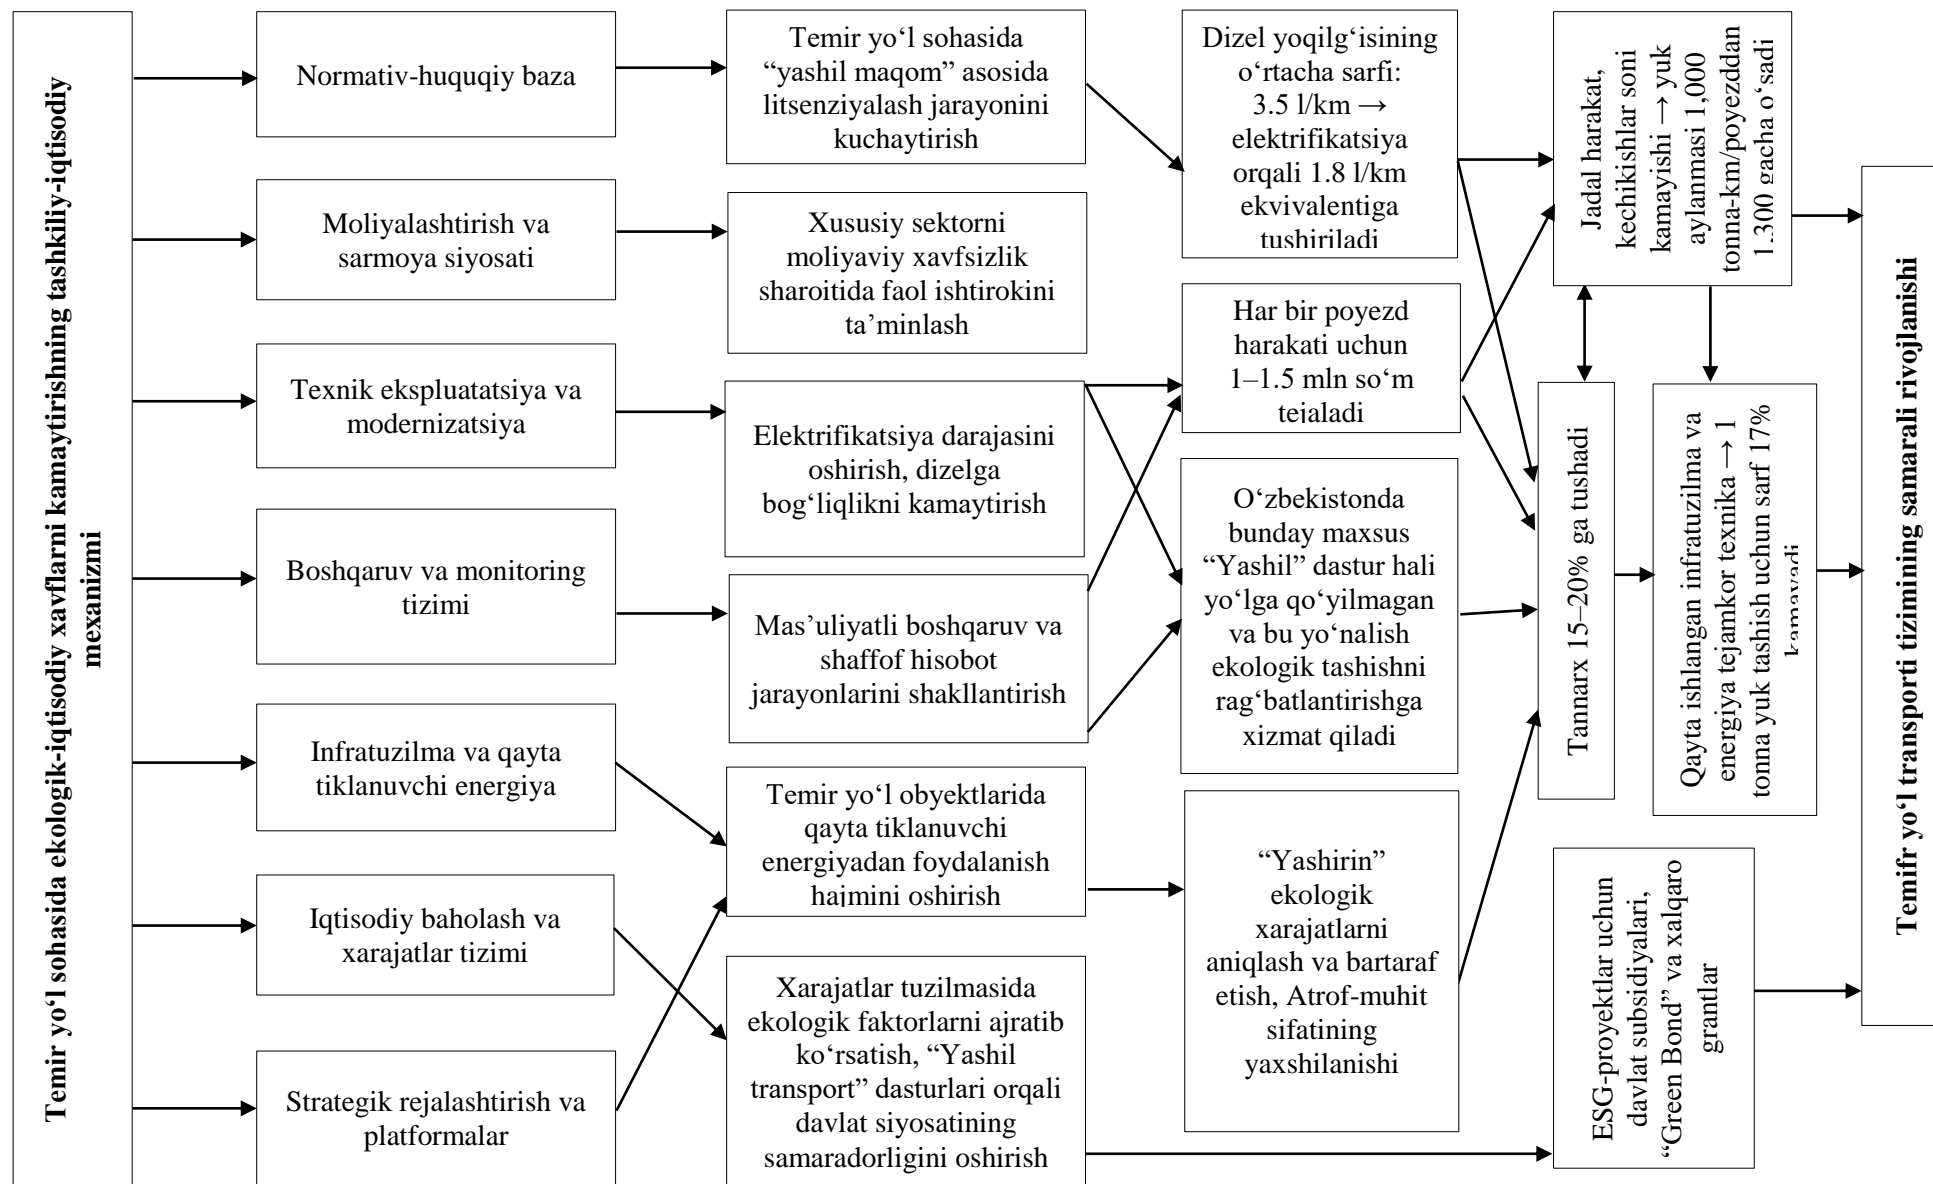 Temir yo‘l sohasida ekologik-iqtisodiy xavflarni kamaytirishning tashkiliy-iqtisodiy
mexanizmi
Normativ-huquqiy baza
Moliyalashtirish va
sarmoya siyosati
Texnik ekspluatatsiya va
modernizatsiya
Boshqaruv va monitoring
tizimi
Infratuzilma va qayta
tiklanuvchi energiya
Iqtisodiy baholash va
xarajatlar tizimi
Strategik rejalashtirish va
platformalar
Temir yo‘l sohasida
“yashil maqom” asosida
litsenziyalash jarayonini
kuchaytirish
Xususiy sektorni
moliyaviy xavfsizlik
sharoitida faol ishtirokini
ta’minlash
Elektrifikatsiya darajasini
oshirish, dizelga
bog‘liqlikni kamaytirish
Mas’uliyatli boshqaruv va
shaffof hisobot
jarayonlarini shakllantirish
Temir yo‘l obyektlarida
qayta tiklanuvchi
energiyadan foydalanish
hajmini oshirish
Xarajatlar tuzilmasida
ekologik faktorlarni ajratib
ko‘rsatish, “Yashil
transport” dasturlari orqali
davlat siyosatining
samaradorligini oshirish
Dizel yoqilg‘isining
o‘rtacha sarfi:
3.5 l/km →
elektrifikatsiya
orqali 1.8 l/km
ekvivalentiga
tushiriladi
Har bir poyezd
harakati uchun
1–1.5 mln so‘m
tejaladi
O‘zbekistonda
bunday maxsus
“Yashil” dastur hali
yo‘lga qo‘yilmagan
va bu yo‘nalish
ekologik tashishni
rag‘batlantirishga
xizmat qiladi
“Yashirin”
ekologik
xarajatlarni
aniqlash va bartaraf
etish, Atrof-muhit
sifatining
yaxshilanishi
Jadal harakat,
kechikishlar soni
kamayishi → yuk
aylanmasi 1,000
tonna-km/poyezddan
1,300 gacha o‘sadi
Tannarx 15–20% ga tushadi
Qayta ishlangan infratuzilma va
energiya tejamkor texnika → 1
tonna yuk tashish uchun sarf 17%
kamayadi
ESG-proyektlar uchun
davlat subsidiyalari,
“Green Bond” va xalqaro
grantlar
Temifr yo‘l transporti tizimining samarali rivojlanishi